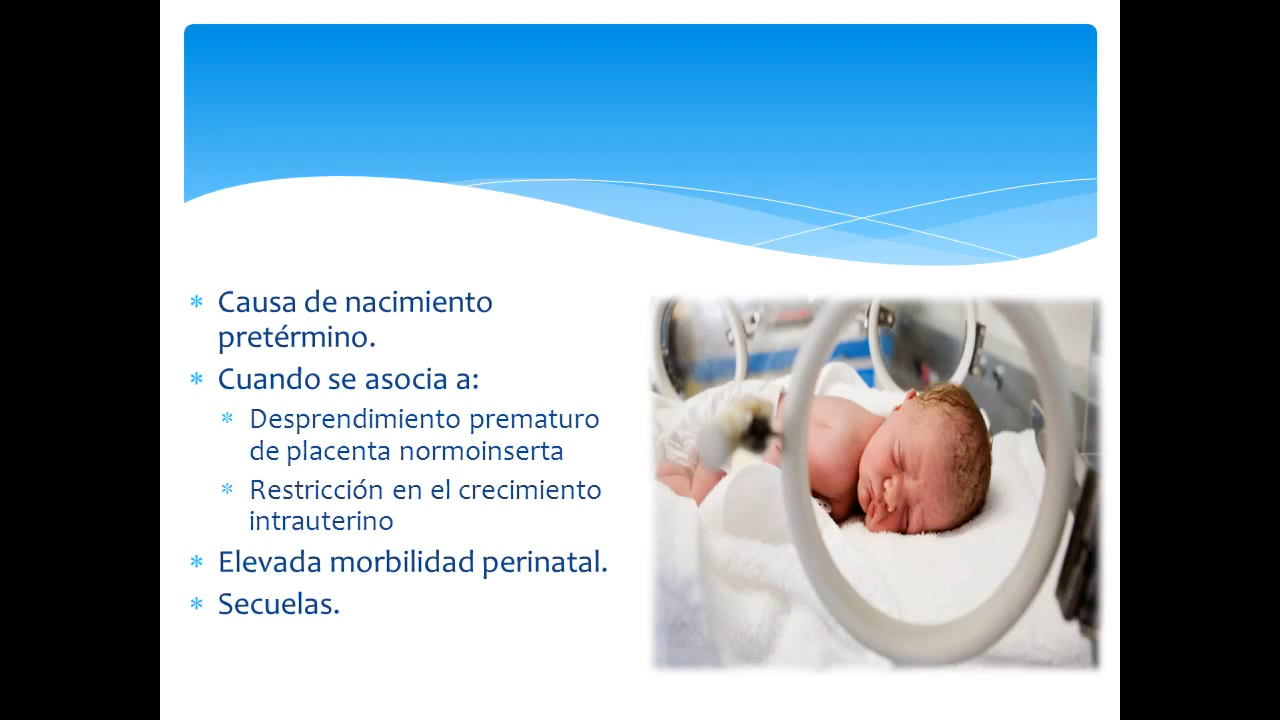 * Causa de nacimiento
pretérmino.
* Cuando se asocia a:
* Desprendimiento prematuro
de placenta normoinserta
* Restricción en el crecimiento
intrauterino
* Elevada morbilidad perinatal.
* Secuelas.